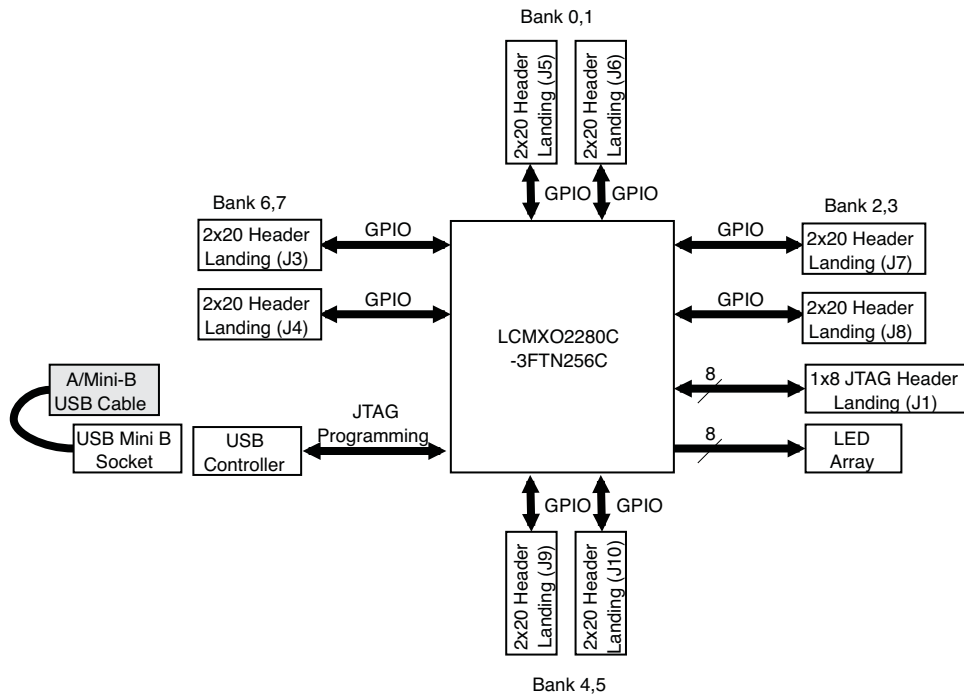 Bank 0,1
2x20 Header
Landing (J5)
2x20 Header
Landing (J6)
GPIO
GPIO
Bank 6,7
2x20 Header
Landing (J3)
GPIO
2x20 Header
Landing (J4)
GPIO
Bank 2,3
GPIO
2x20 Header
Landing (J7)
GPIO
2x20 Header
Landing (J8)
LCMXO2280C
-3FTN256C
8
1x8 JTAG Header
Landing (J1)
8
LED
Array
A/Mini-B
USB Cable
USB Mini B
Socket
USB
Controller
JTAG
Programming
GPIO
GPIO
2x20 Header
Landing (J9)
2x20 Header
Landing (J10)
Bank 4,5